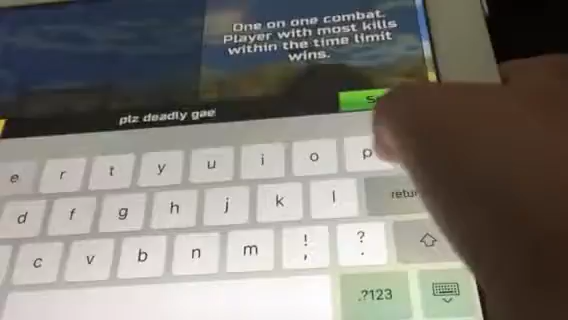 One on one combat.
Player with most kills
within the time limit
wins.
plz deadly gae
e r t y u i o p
d f g h j k l
c v b n m ! , ? .
.?123